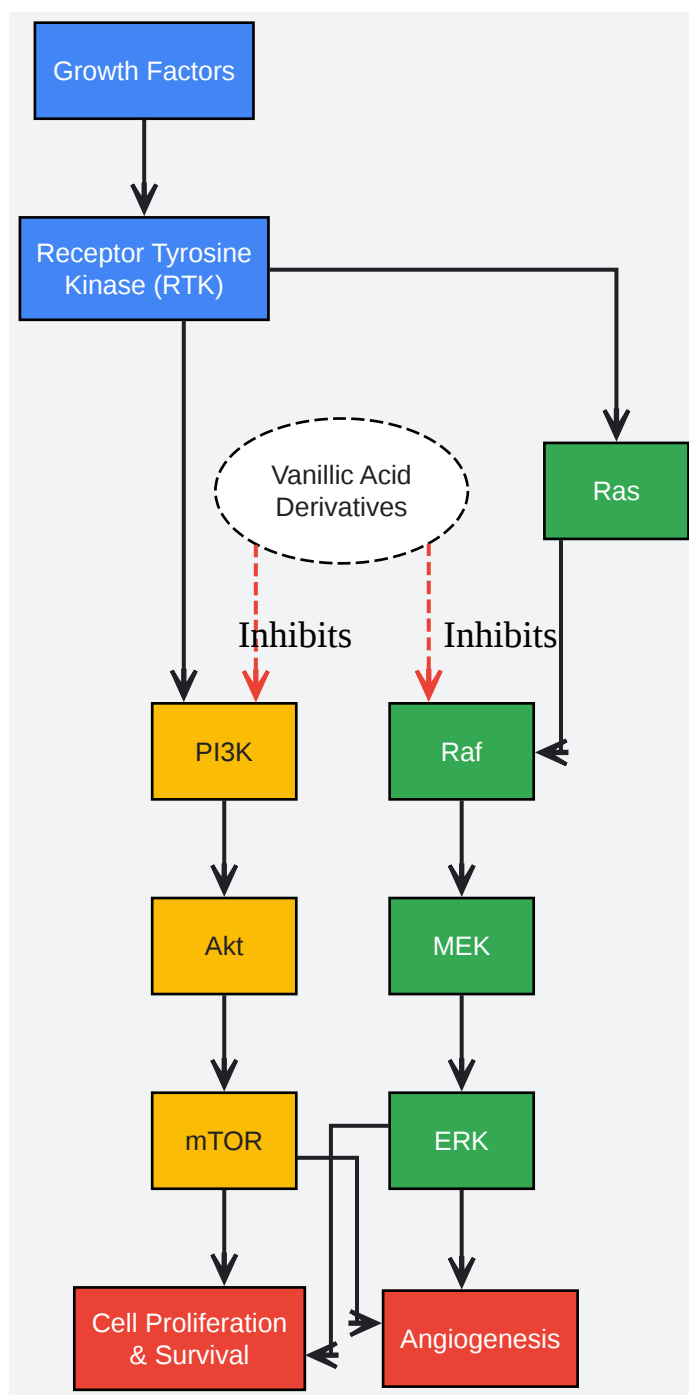 Growth Factors
Receptor Tyrosine
Kinase (RTK)
Vanillic Acid
Derivatives
Ras
Inhibits
Inhibits
PI3K
Raf
Akt
MEK
mTOR
ERK
Cell Proliferation
& Survival
Angiogenesis